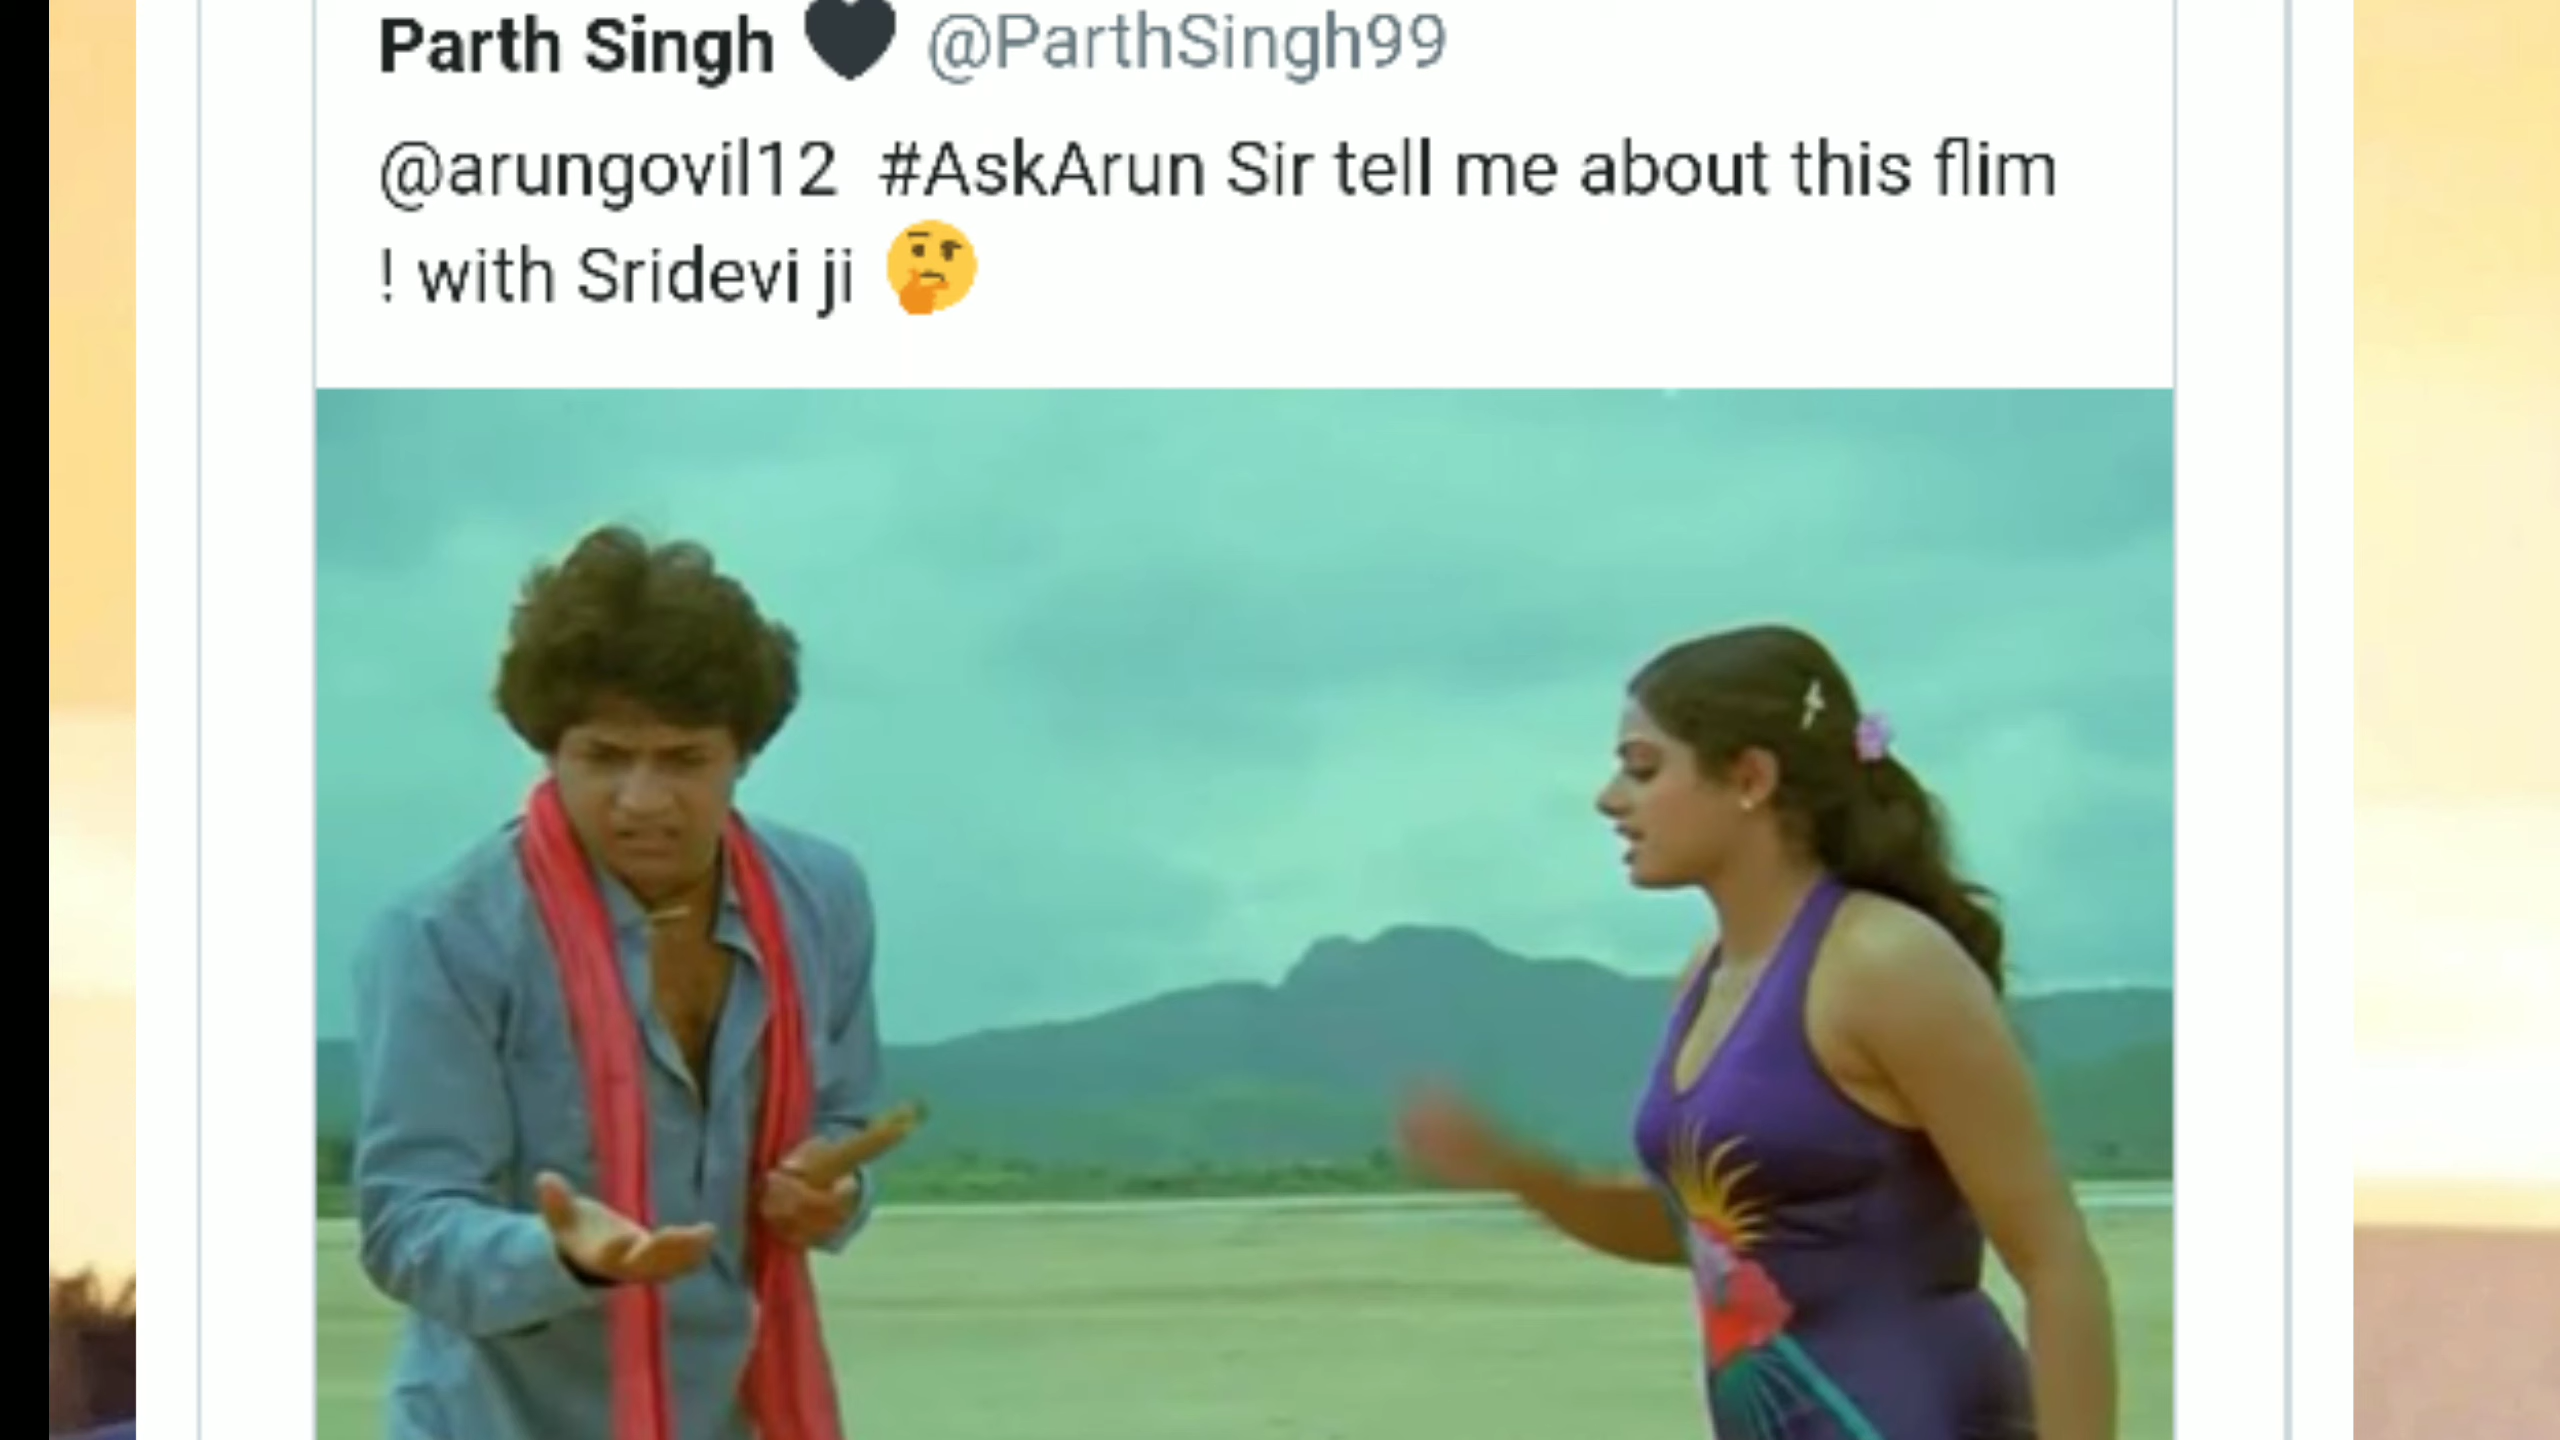 Parth Singh 🖤 @ParthSingh99
@arungovil12 #AskArun Sir tell me about this flim
! with Sridevi ji 🤔